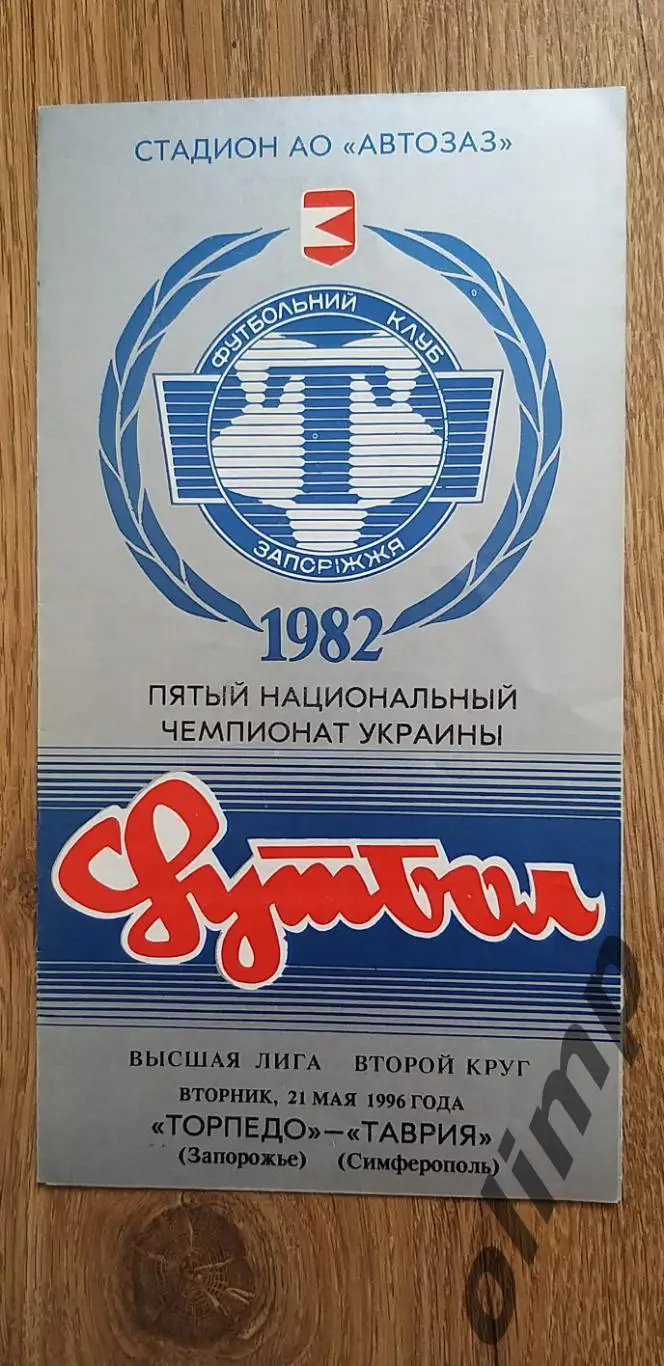 СТАДИОН АО «АВТОЗАЗ»
ФУТБОЛЬНИЙ КЛУБ
Т
ЗАПОРІЖЖЯ
1982
ПЯТЫЙ НАЦИОНАЛЬНЫЙ
ЧЕМПИОНАТ УКРАИНЫ
Футбол
ВЫСШАЯ ЛИГА ВТОРОЙ КРУГ
ВТОРНИК, 21 МАЯ 1996 ГОДА
«ТОРПЕДО»—«ТАВРИЯ»
(Запорожье) (Симферополь)
olimp